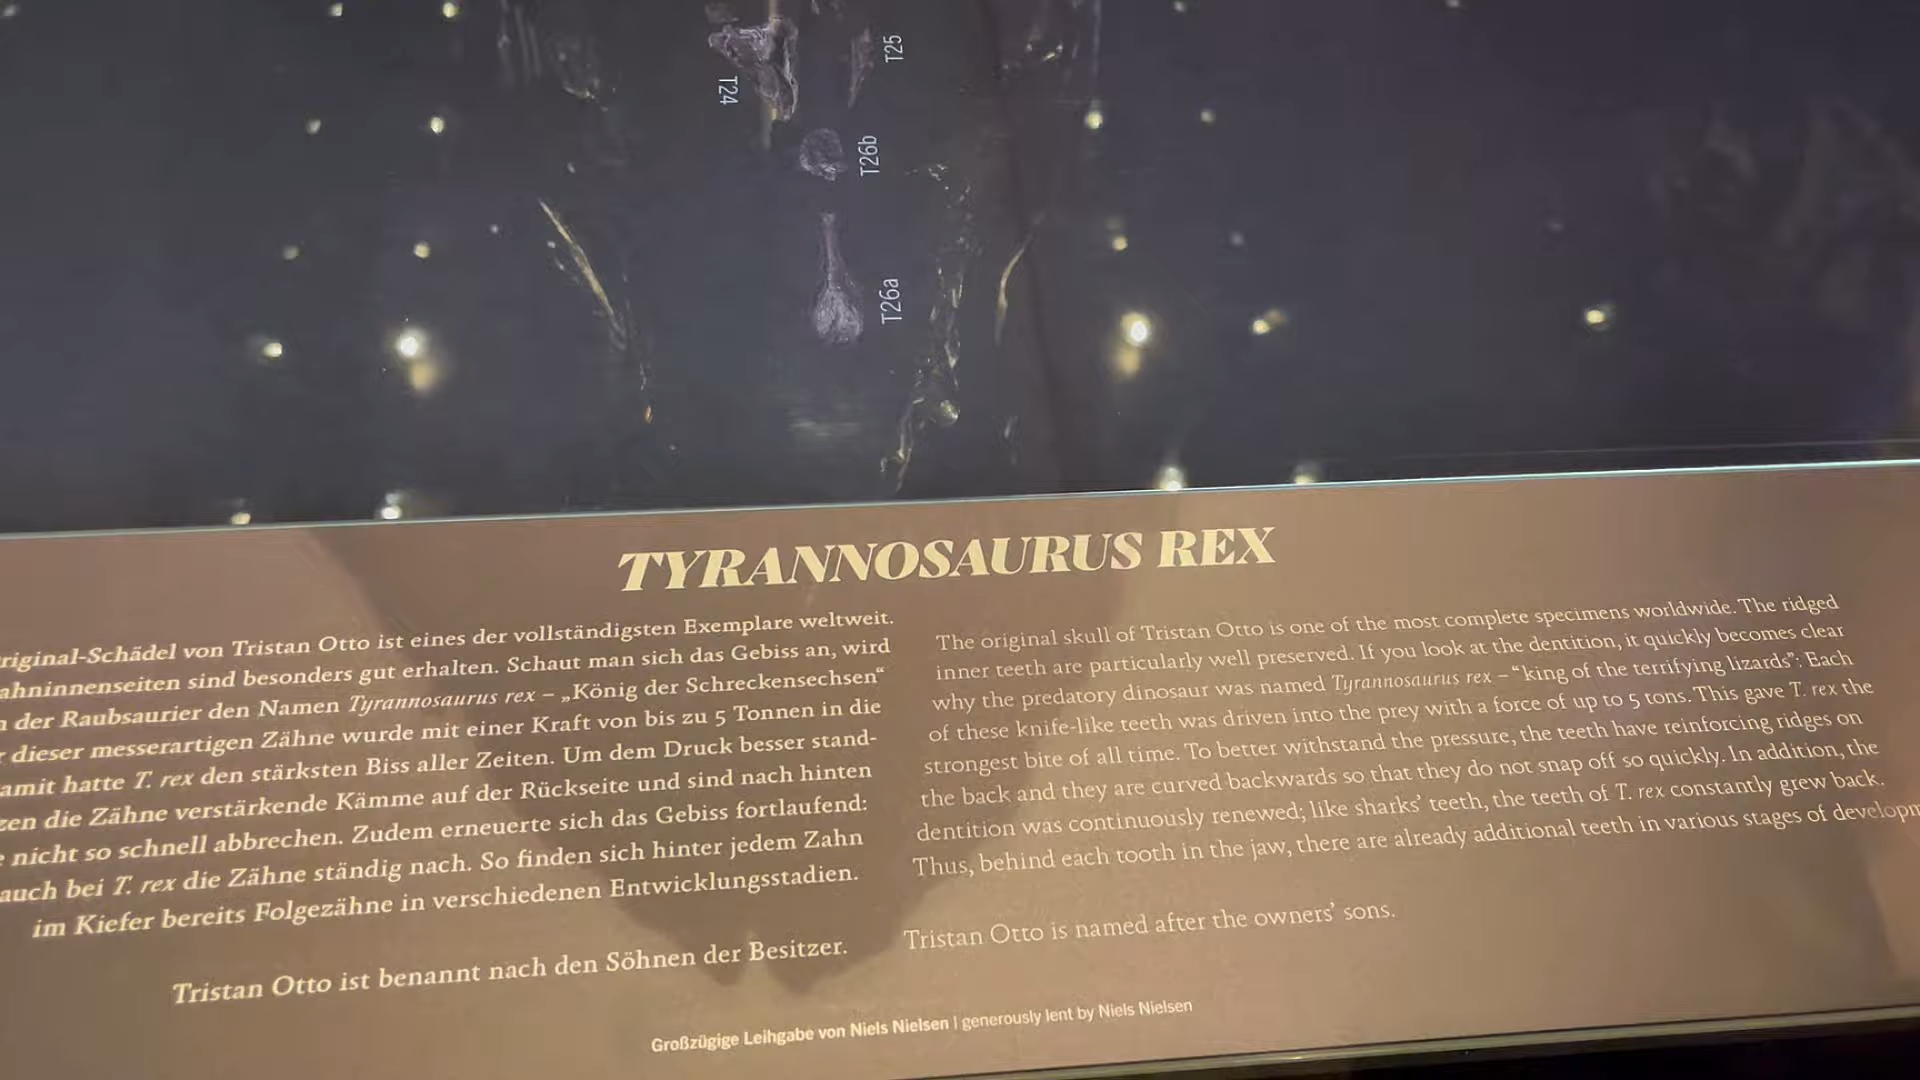 T25
T24
T26b
T26a
TYRANNOSAURUS REX
von Tristan Otto ist eines der vollständigsten Exemplare weltweit.
sind besonders gut erhalten. Schaut man sich das Gebiss an, wird
der Raubsaurier den Namen Tyrannosaurus rex – „König der Schreckensechsen“
dieser messerartigen Zähne wurde mit einer Kraft von bis zu 5 Tonnen in die
hatte T. rex den stärksten Biss aller Zeiten. Um dem Druck besser stand-
die Zähne verstärkende Kämme auf der Rückseite und sind nach hinten
nicht so schnell abbrechen. Zudem erneuerte sich das Gebiss fortlaufend:
auch bei T. rex die Zähne ständig nach. So finden sich hinter jedem Zahn
im Kiefer bereits Folgezähne in verschiedenen Entwicklungsstadien.
Tristan Otto ist benannt nach den Söhnen der Besitzer.
The original skull of Tristan Otto is one of the most complete specimens worldwide. The ridged
inner teeth are particularly well preserved. If you look at the dentition, it quickly becomes clear
why the predatory dinosaur was named Tyrannosaurus rex – “king of the terrifying lizards”: Each
of these knife-like teeth was driven into the prey with a force of up to 5 tons. This gave T. rex the
strongest bite of all time. To better withstand the pressure, the teeth have reinforcing ridges on
the back and they are curved backwards so that they do not snap off so quickly. In addition, the
dentition was continuously renewed; like sharks’ teeth, the teeth of T. rex constantly grew back.
Thus, behind each tooth in the jaw, there are already additional teeth in various stages of
Tristan Otto is named after the owners’ sons.
Großzügige Leihgabe von Niels Nielsen | generously lent by Niels Nielsen